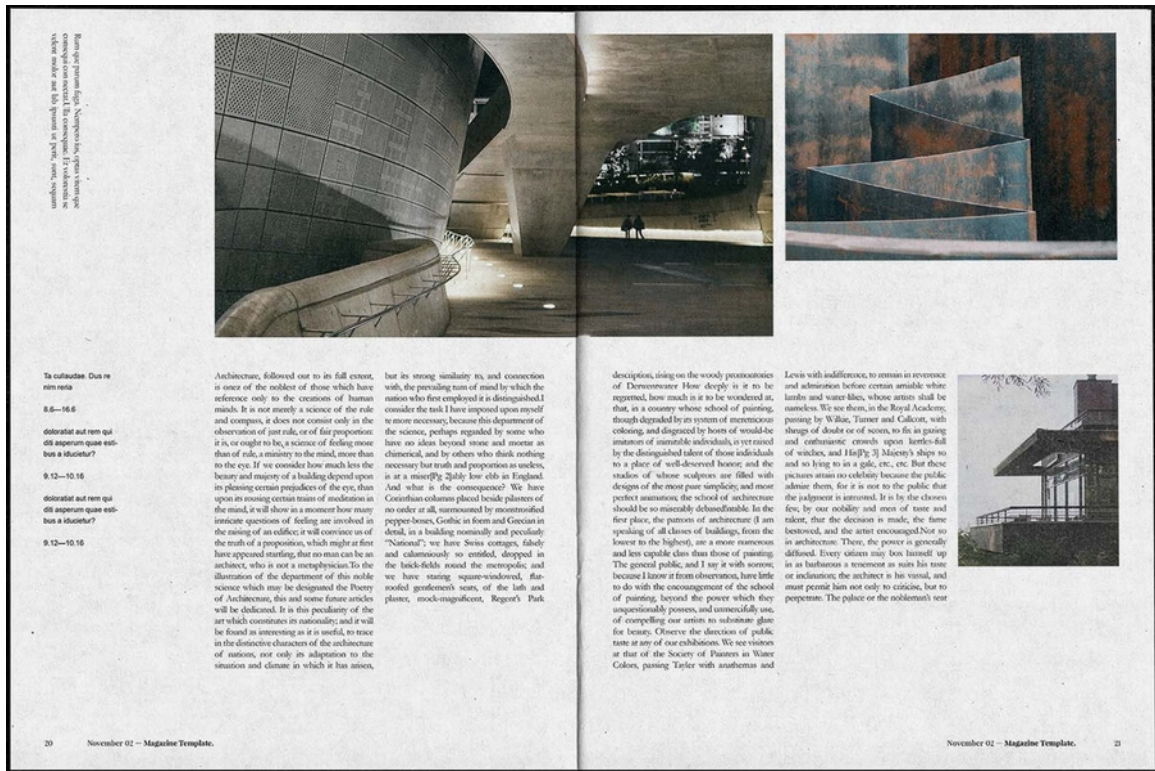 Rum que parum fuga. Nempero ius, optas vitem que
consequi con nectat.Ulla consequae. Et volorestia se
velent molor aut lab ipsunti ut perit, sunt, sequam
Ta cullaudae. Dus re
nim reria
8.6—16.6
doloratiat aut rem qui
diti asperum quae esti-
bus a iducietur?
9.12—10.16
doloratiat aut rem qui
diti asperum quae esti-
bus a iducietur?
9.12—10.16
Architecture, followed out to its full extent,
is onez of the noblest of those which have
reference only to the creations of human
minds. It is not merely a science of the rule
and compass, it does not consist only in the
observation of just rule, or of fair proportion:
it is, or ought to be, a science of feeling more
than of rule, a ministry to the mind, more than
to the eye. If we consider how much less the
beauty and majesty of a building depend upon
its pleasing certain prejudices of the eye, than
upon its rousing certain trains of meditation in
the mind, it will show in a moment how many
intricate questions of feeling are involved in
the raising of an edifice; it will convince us of
the truth of a proposition, which might at first
have appeared startling, that no man can be an
architect, who is not a metaphysician.To the
illustration of the department of this noble
science which may be designated the Poetry
of Architecture, this and some future articles
will be dedicated. It is this peculiarity of the
art which constitutes its nationality; and it will
be found as interesting as it is useful, to trace
in the distinctive characters of the architecture
of nations, not only its adaptation to the
situation and climate in which it has arisen,
but its strong similarity to, and connection
with, the prevailing turn of mind by which the
nation who first employed it is distinguished.I
consider the task I have imposed upon myself
te more necessary, because this department of
the science, perhaps regarded by some who
have no ideas beyond stone and mortar as
chimerical, and by others who think nothing
necessary but truth and proportion as useless,
is at a miser[Pg 2]ably low ebb in England.
And what is the consequence? We have
Corinthian columns placed beside pilasters of
no order at all, surmounted by monstrosified
pepper-boxes, Gothic in form and Grecian in
detail, in a building nominally and peculiarly
"National"; we have Swiss cottages, falsely
and calumniously so entitled, dropped in
the brick-fields round the metropolis; and
we have staring square-windowed, flat-
roofed gentlemen's seats, of the lath and
plaster, mock-magnificent, Regent's Park
description, rising on the woody promontories
of Derwentwater How deeply is it to be
regretted, how much is it to be wondered at,
that, in a country whose school of painting,
though degraded by its system of meretricious
coloring, and disgraced by hosts of would-be
imitators of inimitable individuals, is yet raised
by the distinguished talent of those individuals
to a place of well-deserved honor; and the
studios of whose sculptors are filled with
designs of the most pure simplicity, and most
perfect animation; the school of architecture
should be so miserably debased!ntable. In the
first place, the patrons of architecture (I am
speaking of all classes of buildings, from the
lowest to the highest), are a more numerous
and less capable class than those of painting.
The general public, and I say it with sorrow,
because I know it from observation, have little
to do with the encouragement of the school
of painting, beyond the power which they
unquestionably possess, and unmercifully use,
of compelling our artists to substitute glare
for beauty. Observe the direction of public
taste at any of our exhibitions. We see visitors
at that of the Society of Painters in Water
Colors, passing Tayler with anathemas and
Lewis with indifference, to remain in reverence
and admiration before certain amiable white
lambs and water-lilies, whose artists shall be
nameless. We see them, in the Royal Academy,
passing by Wilkie, Turner and Callcott, with
shrugs of doubt or of scorn, to fix in gazing
and enthusiastic crowds upon kettles-full
of witches, and His[Pg 3] Majesty's ships so
and so lying to in a gale, etc., etc. But these
pictures attain no celebrity because the public
admire them, for it is not to the public that
the judgment is intrusted. It is by the chosen
few, by our nobility and men of taste and
talent, that the decision is made, the fame
bestowed, and the artist encouraged.Not so
in architecture. There, the power is generally
diffused. Every citizen may box himself up
in as barbarous a tenement as suits his taste
or inclination; the architect is his vassal, and
must permit him not only to criticise, but to
perpetrate. The palace or the nobleman's seat
20 November 02 — Magazine Template.
November 02 — Magazine Template. 21